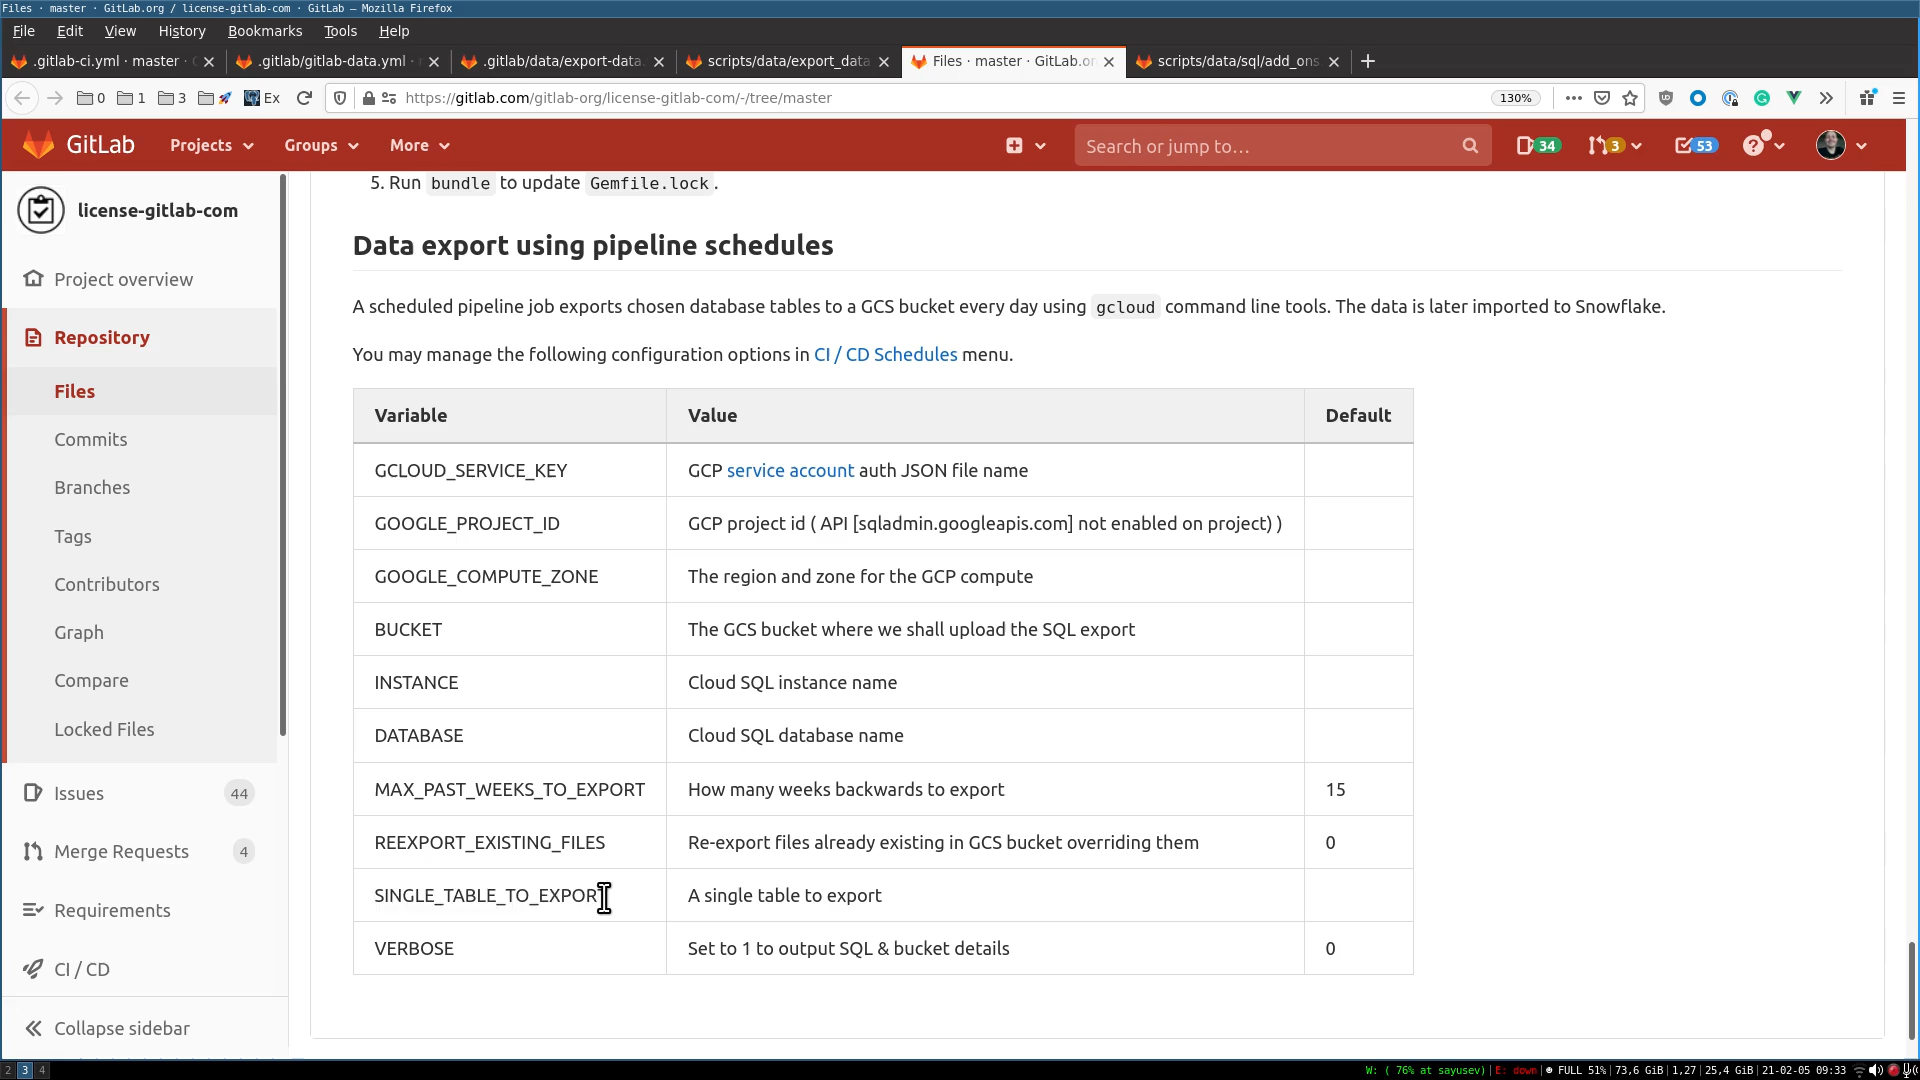 Files · master · GitLab.org / license-gitlab-com · GitLab — Mozilla Firefox
File Edit View History Bookmarks Tools Help
.gitlab-ci.yml · master · .gitlab/gitlab-data.yml · .gitlab/data/export-data. scripts/data/export_data Files · master · GitLab.or scripts/data/sql/add_ons
0 1 3 Ex https://gitlab.com/gitlab-org/license-gitlab-com/-/tree/master 130%
GitLab Projects Groups More Search or jump to… 34 3 53
license-gitlab-com
Project overview
Repository
Files
Commits
Branches
Tags
Contributors
Graph
Compare
Locked Files
Issues 44
Merge Requests 4
Requirements
CI / CD
Collapse sidebar
5. Run bundle to update Gemfile.lock.
Data export using pipeline schedules
A scheduled pipeline job exports chosen database tables to a GCS bucket every day using gcloud command line tools. The data is later imported to Snowflake.
You may manage the following configuration options in CI / CD Schedules menu.
Variable Value Default
GCLOUD_SERVICE_KEY GCP service account auth JSON file name
GOOGLE_PROJECT_ID GCP project id ( API [sqladmin.googleapis.com] not enabled on project) )
GOOGLE_COMPUTE_ZONE The region and zone for the GCP compute
BUCKET The GCS bucket where we shall upload the SQL export
INSTANCE Cloud SQL instance name
DATABASE Cloud SQL database name
MAX_PAST_WEEKS_TO_EXPORT How many weeks backwards to export 15
REEXPORT_EXISTING_FILES Re-export files already existing in GCS bucket overriding them 0
SINGLE_TABLE_TO_EXPORT A single table to export
VERBOSE Set to 1 to output SQL & bucket details 0
2 3 4 W: ( 76% at sayusev) | E: down | FULL 51% | 73,6 GiB | 1,27 | 25,4 GiB | 21-02-05 09:33